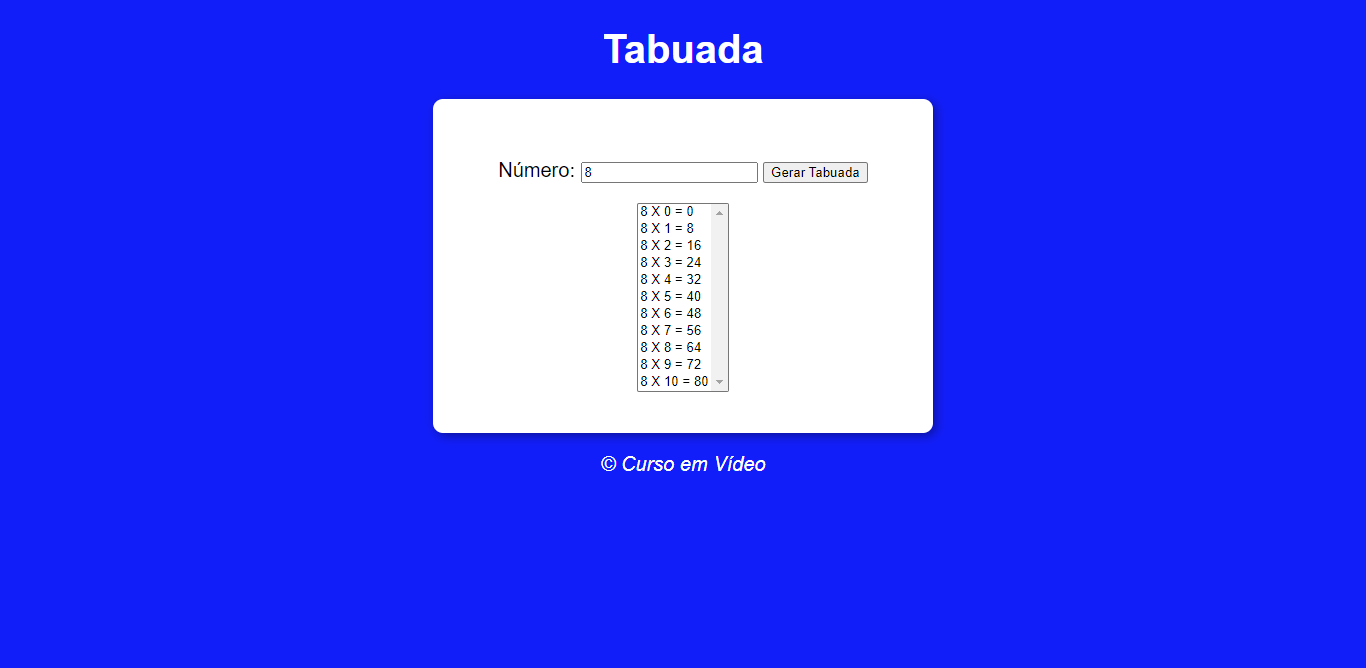 Tabuada
Número: 8 Gerar Tabuada
8 X 0 = 0
8 X 1 = 8
8 X 2 = 16
8 X 3 = 24
8 X 4 = 32
8 X 5 = 40
8 X 6 = 48
8 X 7 = 56
8 X 8 = 64
8 X 9 = 72
8 X 10 = 80
© Curso em Vídeo